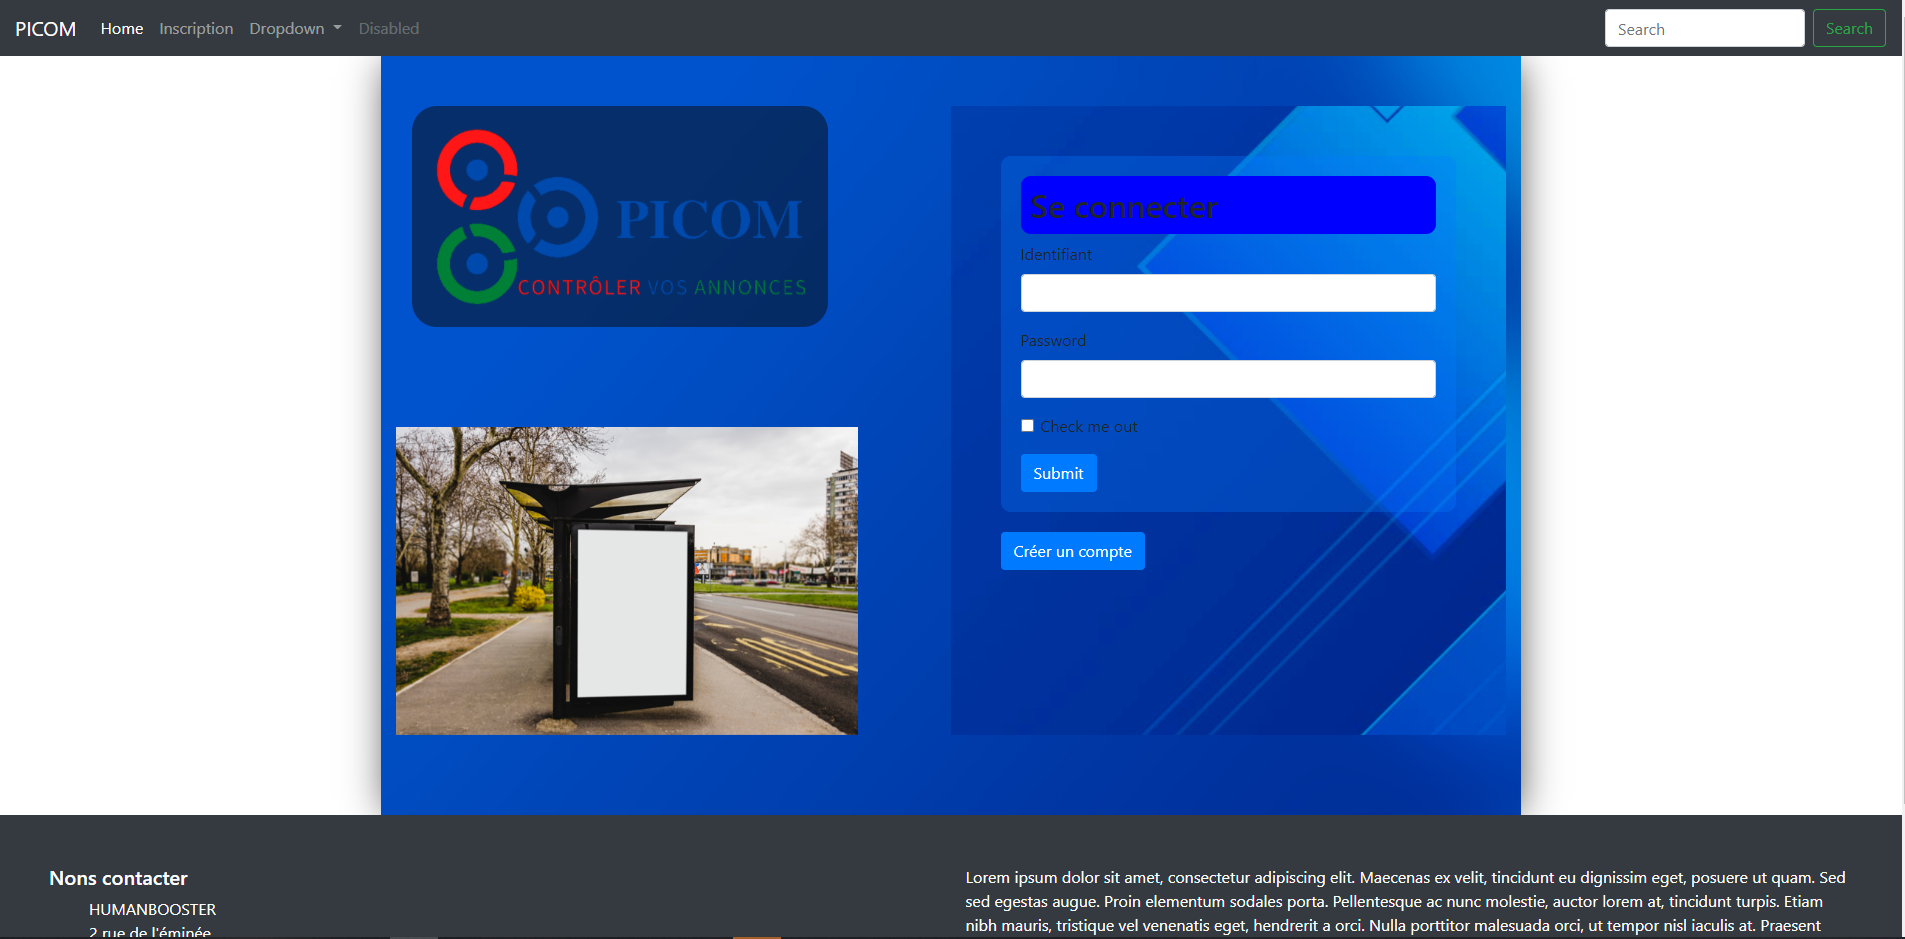 PICOM Home Inscription Dropdown Disabled Search Search
PICOM
CONTRÔLER VOS ANNONCES
Se connecter
Identifiant
Password
Check me out
Submit
Créer un compte
Nons contacter
HUMANBOOSTER
2 rue de l'éminée
Lorem ipsum dolor sit amet, consectetur adipiscing elit. Maecenas ex velit, tincidunt eu dignissim eget, posuere ut quam. Sed
sed egestas augue. Proin elementum sodales porta. Pellentesque ac nunc molestie, auctor lorem at, tincidunt turpis. Etiam
nibh mauris, tristique vel venenatis eget, hendrerit a orci. Nulla porttitor malesuada orci, ut tempor nisl iaculis at. Praesent